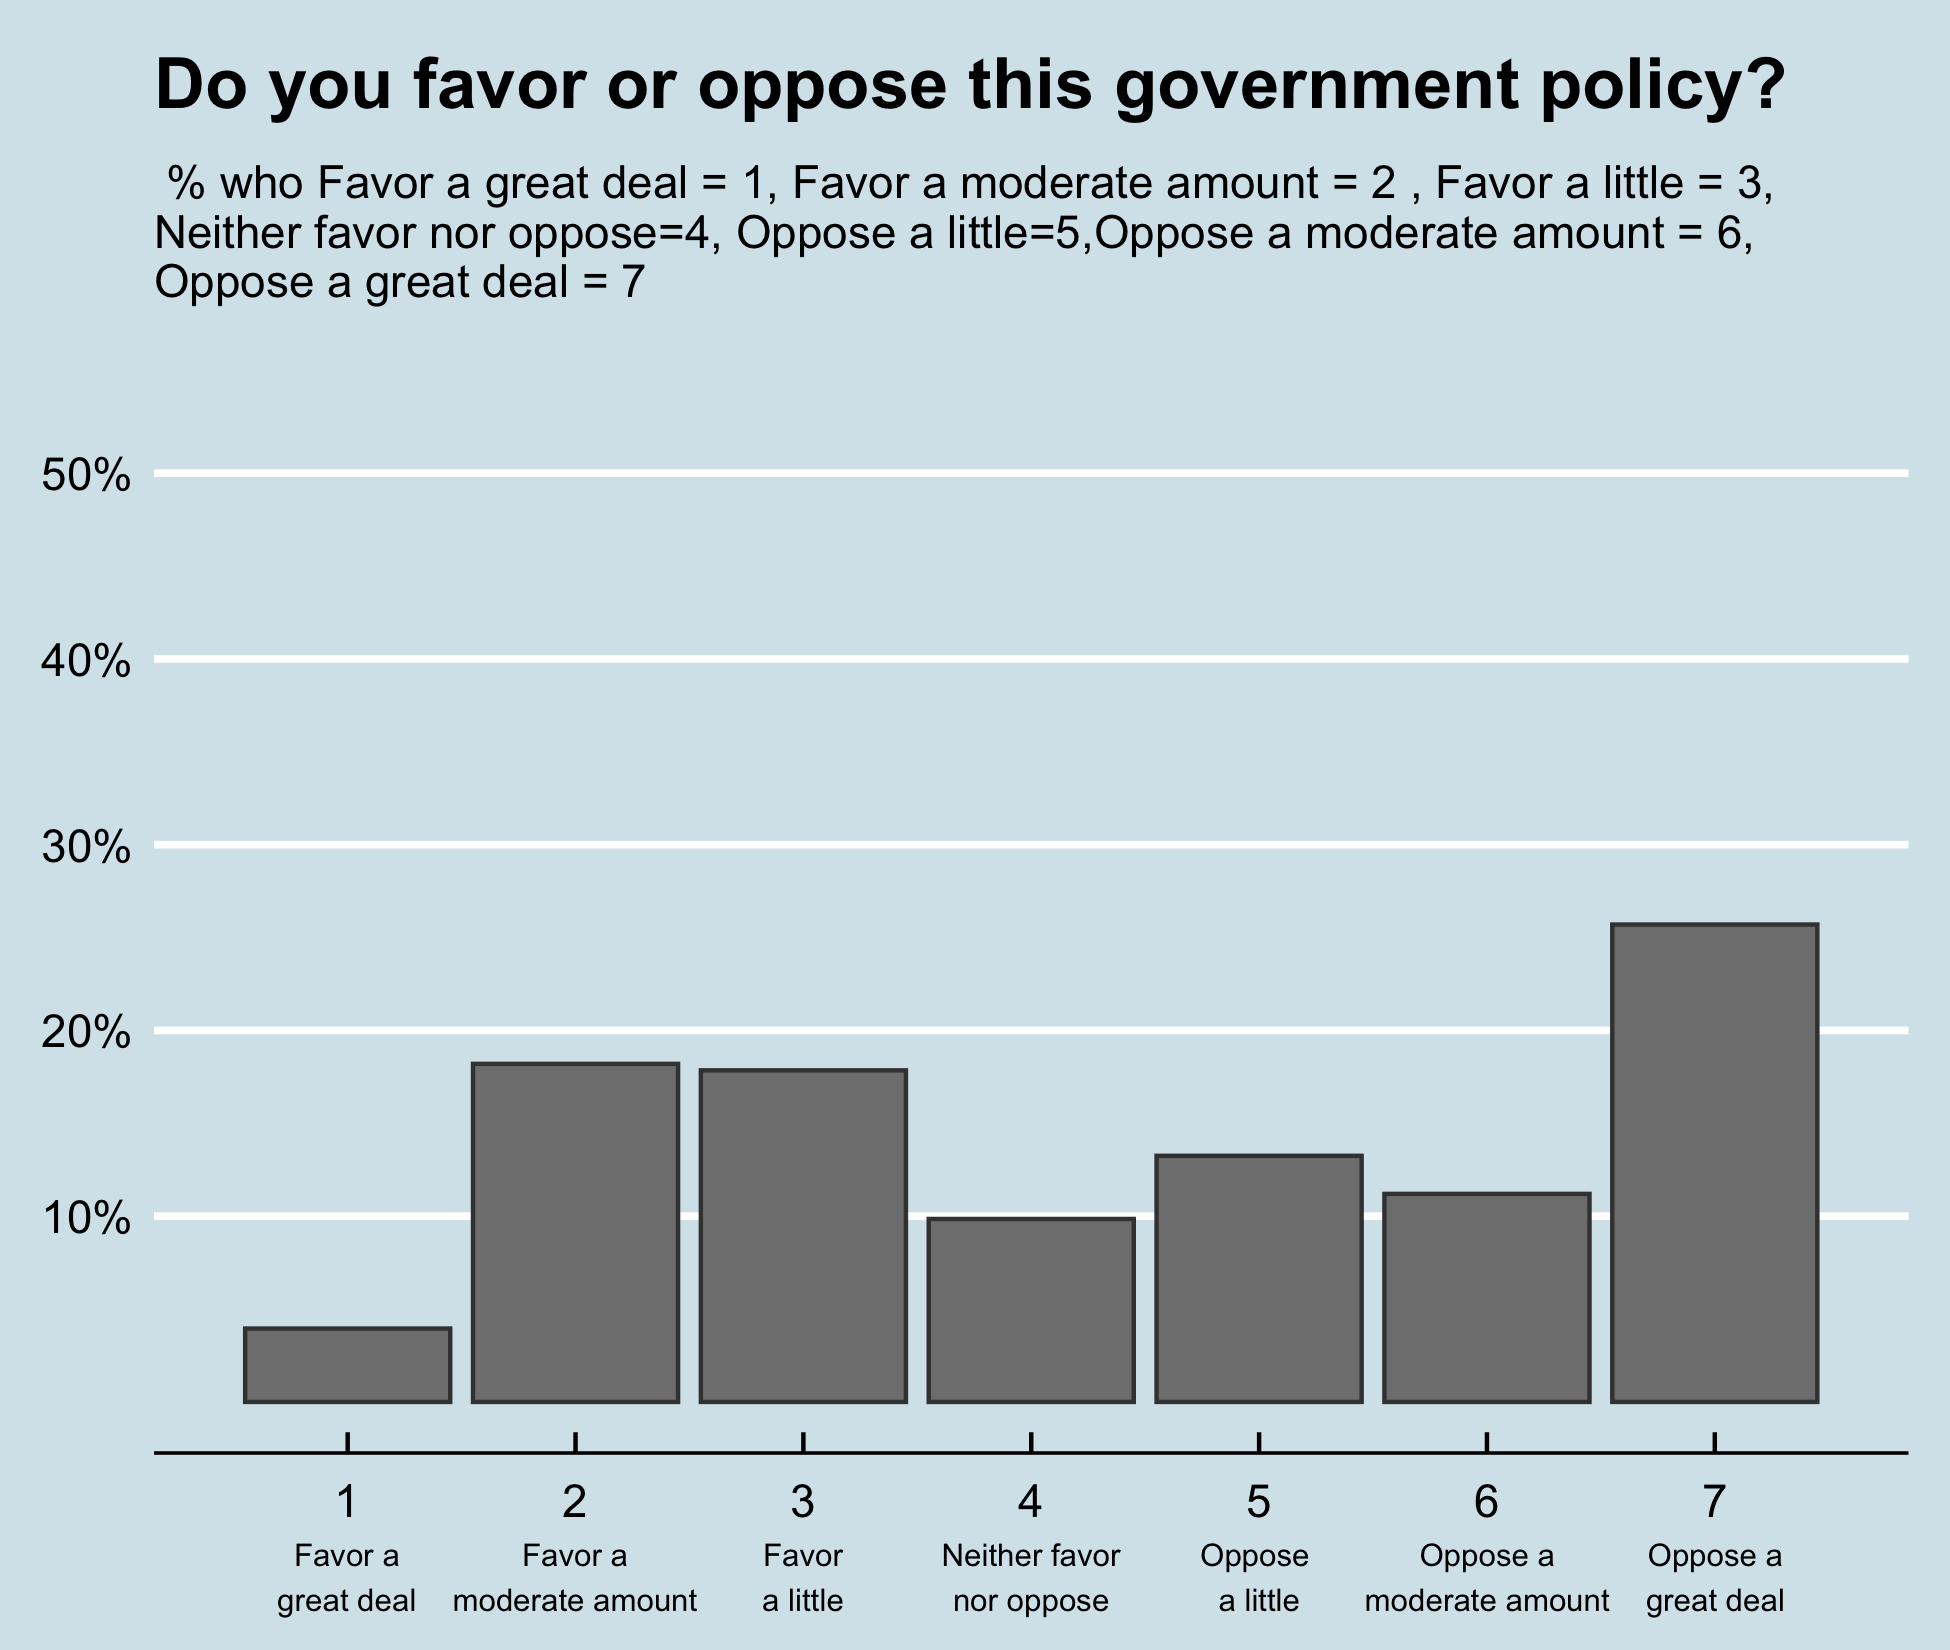 Do you favor or oppose this government policy?
% who Favor a great deal = 1, Favor a moderate amount = 2 , Favor a little = 3,
Neither favor nor oppose=4, Oppose a little=5,Oppose a moderate amount = 6,
Oppose a great deal = 7
50%
40%
30%
20%
10%
1 2 3 4 5 6 7
Favor a Favor a Favor Neither favor Oppose Oppose a Oppose a
great deal moderate amount a little nor oppose a little moderate amount great deal